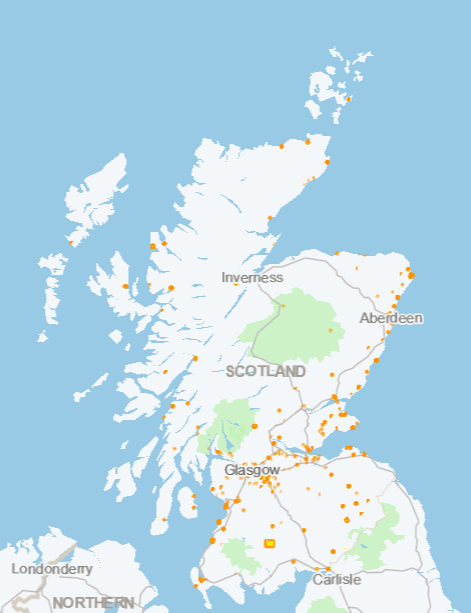 Inverness
Aberdeen
SCOTLAND
Glasgow
Londonderry
Carlisle
NORTHERN